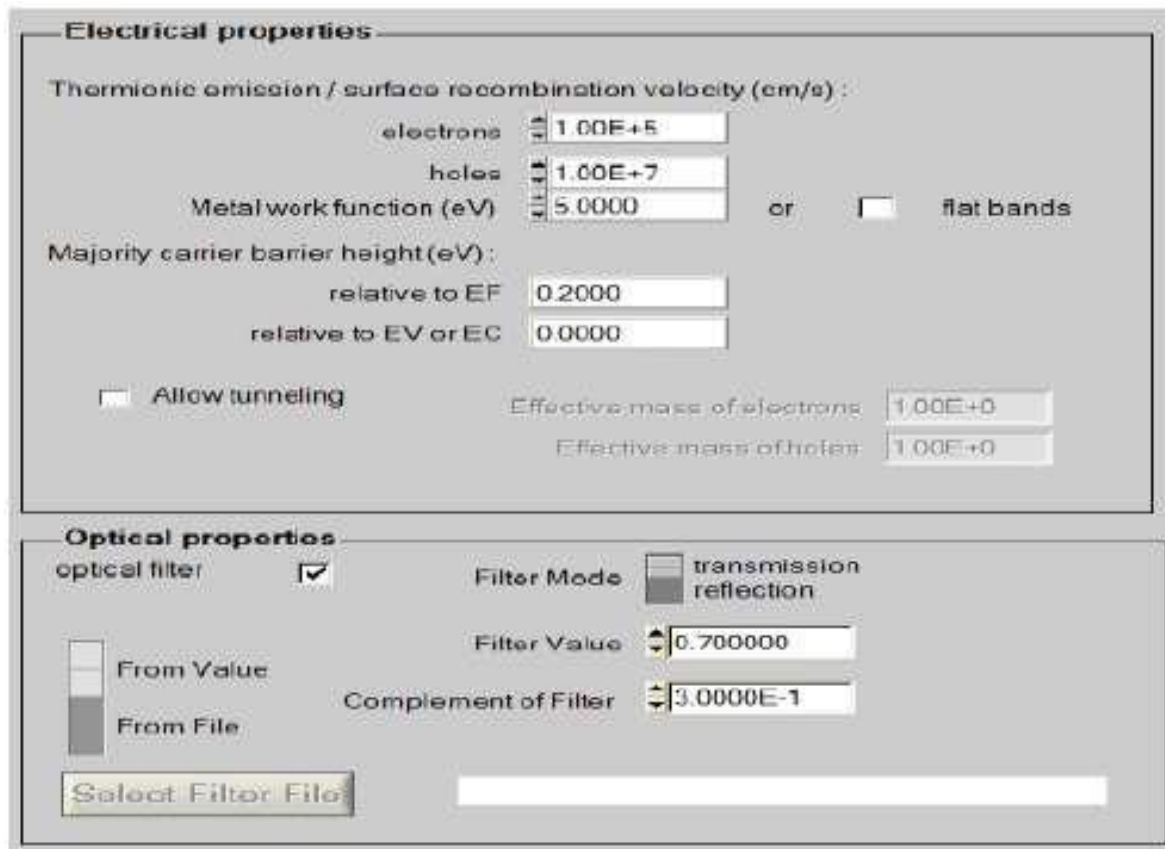 Electrical properties
Thermionic emission / surface recombination velocity (cm/s) :
electrons 1.00E+5
holes 1.00E+7
Metal work function (eV) 5.0000 or flat bands
Majority carrier barrier height (eV) :
relative to EF 0.2000
relative to EV or EC 0.0000
Allow tunneling
Effective mass of electrons 1.00E+0
Effective mass of holes 1.00E+0
Optical properties
optical filter
Filter Mode transmission
reflection
From Value
From File
Filter Value 0.700000
Complement of Filter 3.0000E-1
Select Filter File